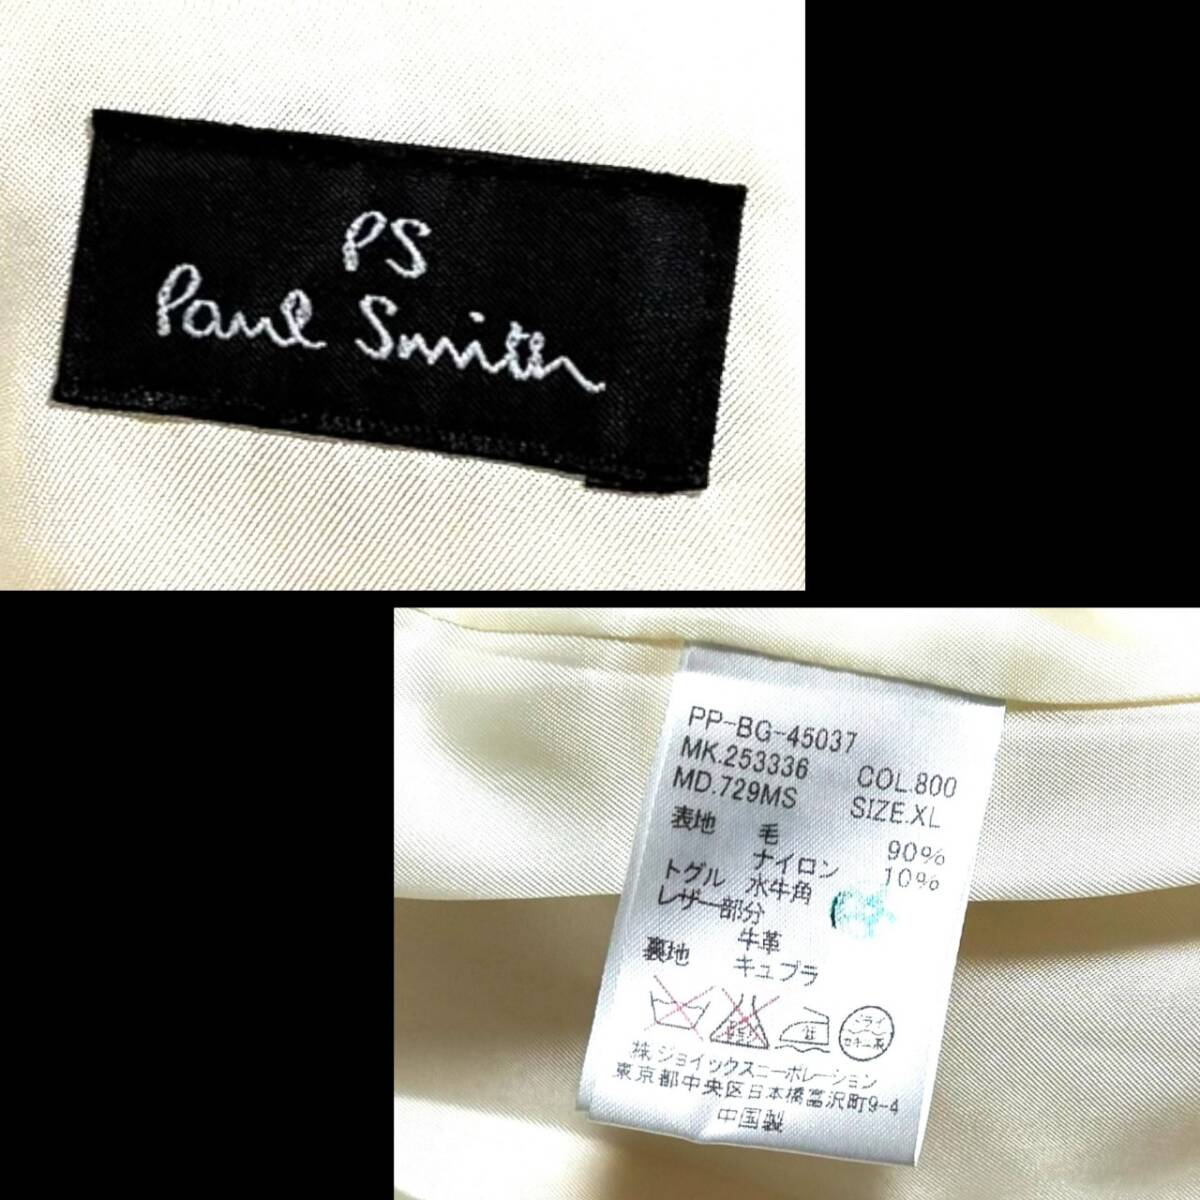 PS
Paul Smith
PP-BG-45037
MK.253336 COL.800
MD.729MS SIZE.XL
表地 毛 90%
ナイロン 10%
トグル 水牛角
レザー部分
牛革
裏地 キュプラ
ドライ
セキユ系
株.ジョイックスコーポレーション
東京都中央区日本橋富沢町9-4
中国製